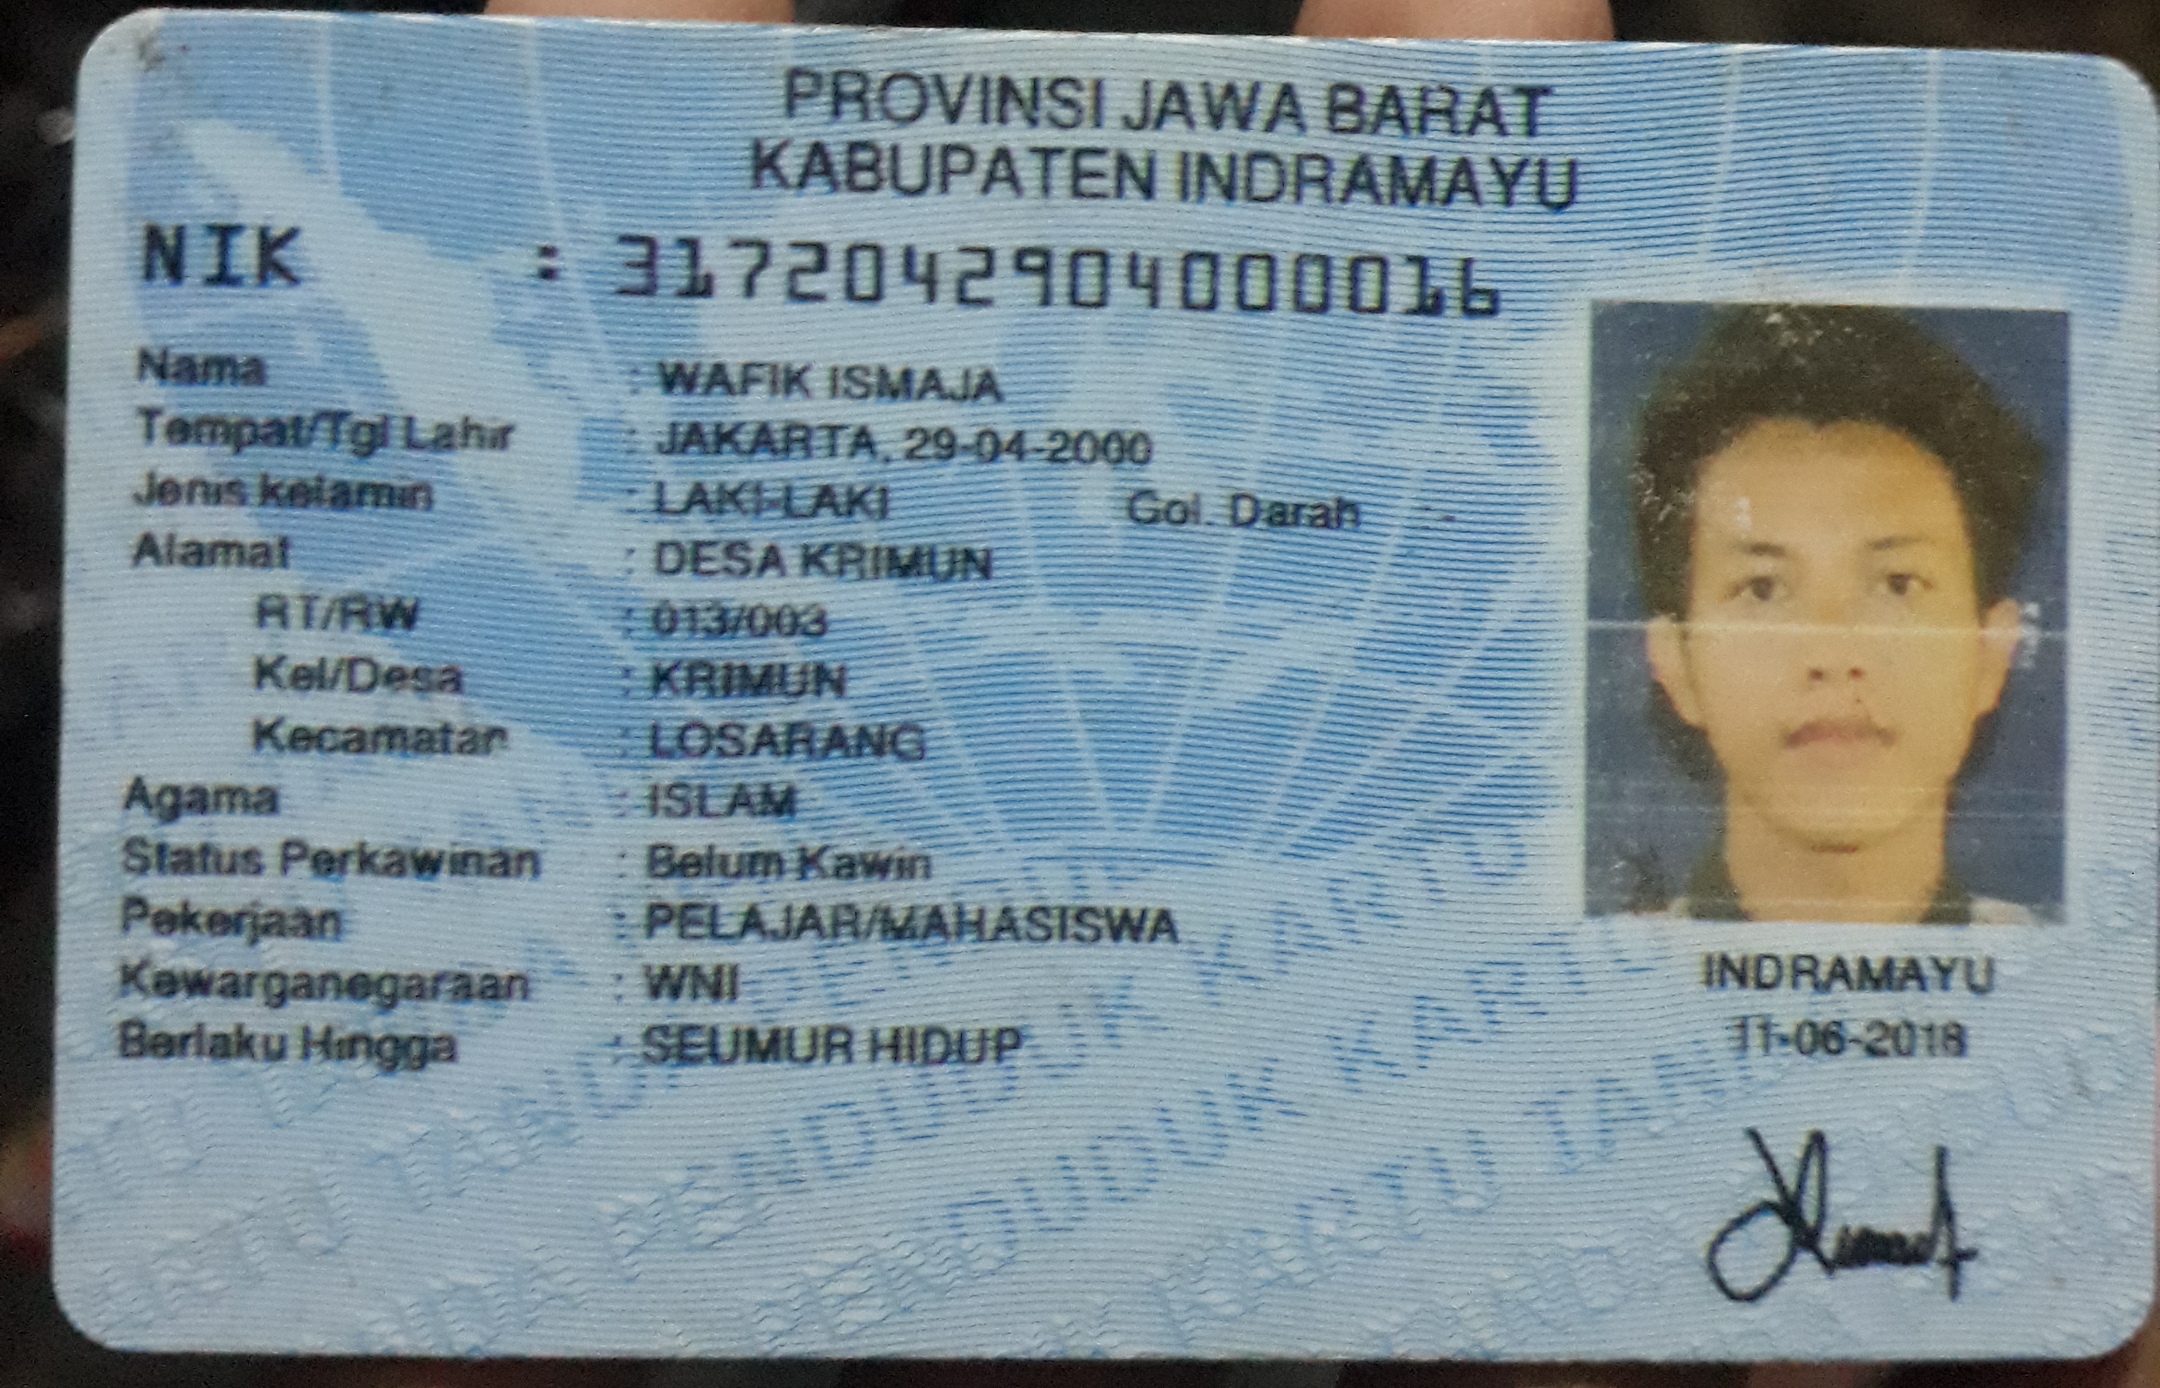 PROVINSI JAWA BARAT
KABUPATEN INDRAMAYU
NIK : 3172042904000016
Nama : WAFIK ISMAJA
Tempat/Tgl Lahir : JAKARTA, 29-04-2000
Jenis kelamin : LAKI-LAKI Gol. Darah : -
Alamat : DESA KRIMUN
RT/RW : 013/003
Kel/Desa : KRIMUN
Kecamatan : LOSARANG
Agama : ISLAM
Status Perkawinan : Belum Kawin
Pekerjaan : PELAJAR/MAHASISWA
Kewarganegaraan : WNI
Berlaku Hingga : SEUMUR HIDUP
INDRAMAYU
11-06-2018